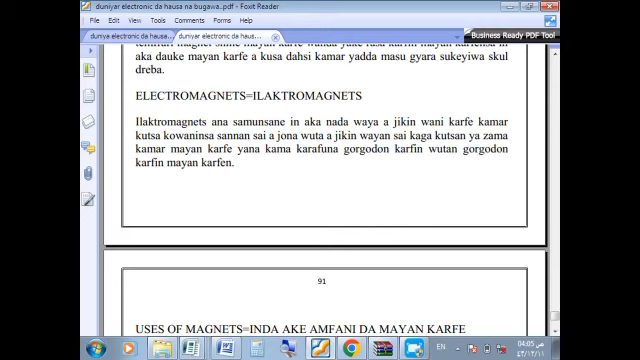 duniyar electronic da hausa na bugawa..pdf - Foxit Reader
File Edit View Tools Comments Forms Help
duniya electronic da hausa...
duniyar electronic da haus...
Business Ready PDF Tool
aka dauke mayan karfe a kusa dahsi kamar yadda masu gyara sukeyiwa skul
dreba.
ELECTROMAGNETS=ILAKTROMAGNETS
Ilaktromagnets ana samunsane in aka nada waya a jikin wani karfe kamar
kutsa kowaninsa sannan sai a jona wuta a jikin wayan sai kaga kutsan ya zama
kamar mayan karfe yana kama karafuna gorgodon karfin wutan gorgodon
karfin mayan karfen.
91
USES OF MAGNETS=INDA AKE AMFANI DA MAYAN KARFE
EN
04:05 ص